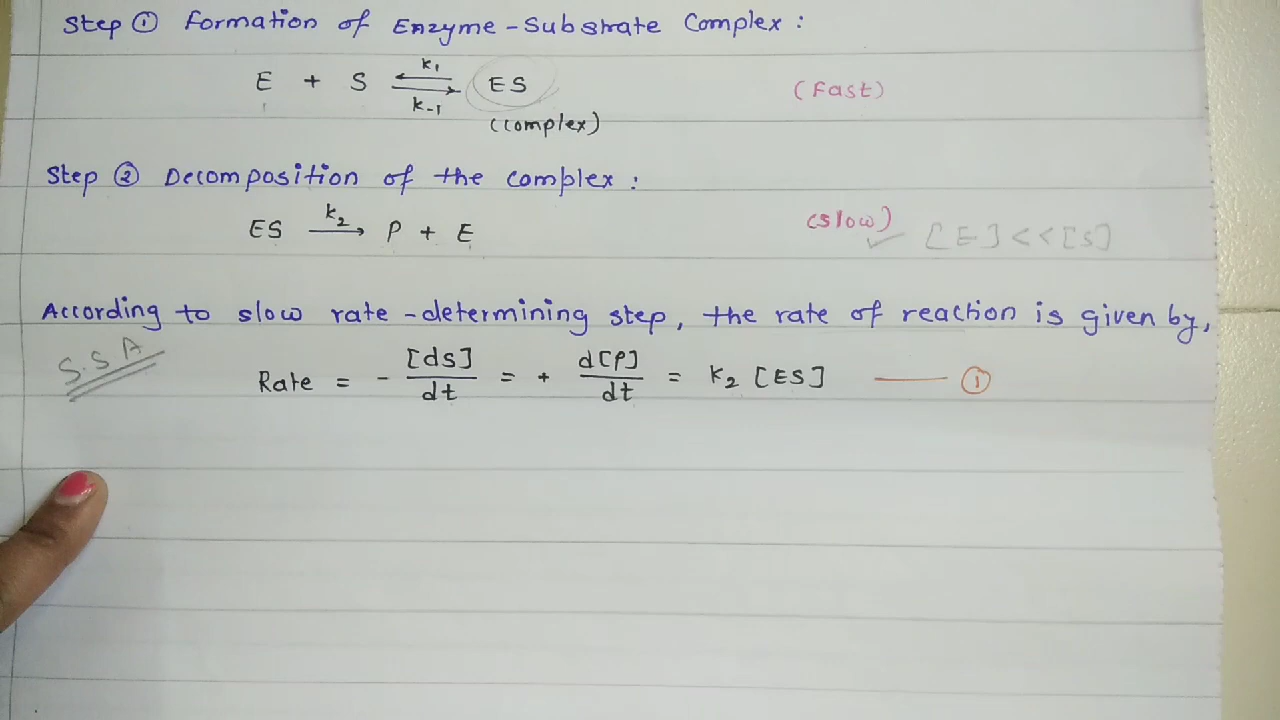 Step ① Formation of Enzyme-Substrate Complex :
E + S ⇌ ES (Fast)
k₁
k₋₁
(complex)
Step ② Decomposition of the complex :
ES —k₂→ P + E (slow) ✓ [E] << [S]
According to slow rate-determining step, the rate of reaction is given by,
S.S A
Rate = - [ds]/dt = + d[P]/dt = k₂ [ES] —— ①